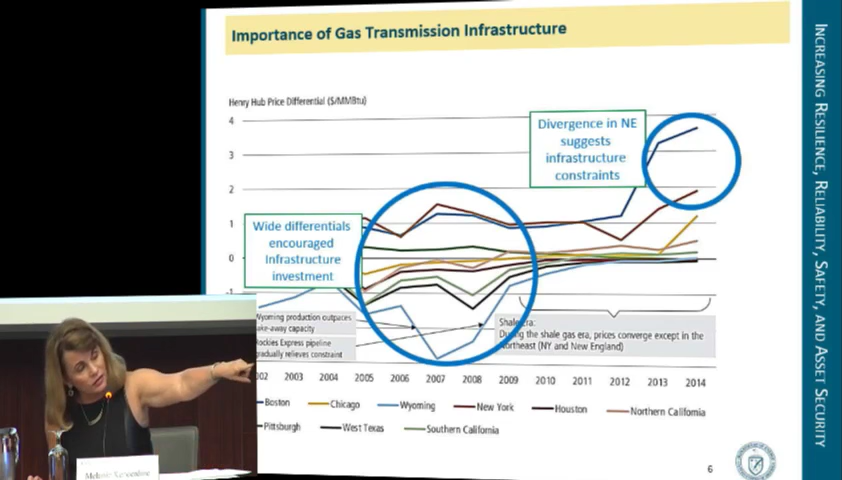 Importance of Gas Transmission Infrastructure
Henry Hub Price Differential ($/MMBtu)
4
3
2
1
0
-1
Divergence in NE
suggests
infrastructure
constraints
Wide differentials
encouraged
Infrastructure
investment
Wyoming production outpaces
take-away capacity
Rockies Express pipeline
gradually relieves constraint
Shale Era:
During the shale gas era, prices converge except in the
Northeast (NY and New England)
2002 2003 2004 2005 2006 2007 2008 2009 2010 2011 2012 2013 2014
Boston Chicago Wyoming New York Houston Northern California
Pittsburgh West Texas Southern California
6
INCREASING RESILIENCE, RELIABILITY, SAFETY, AND ASSET SECURITY